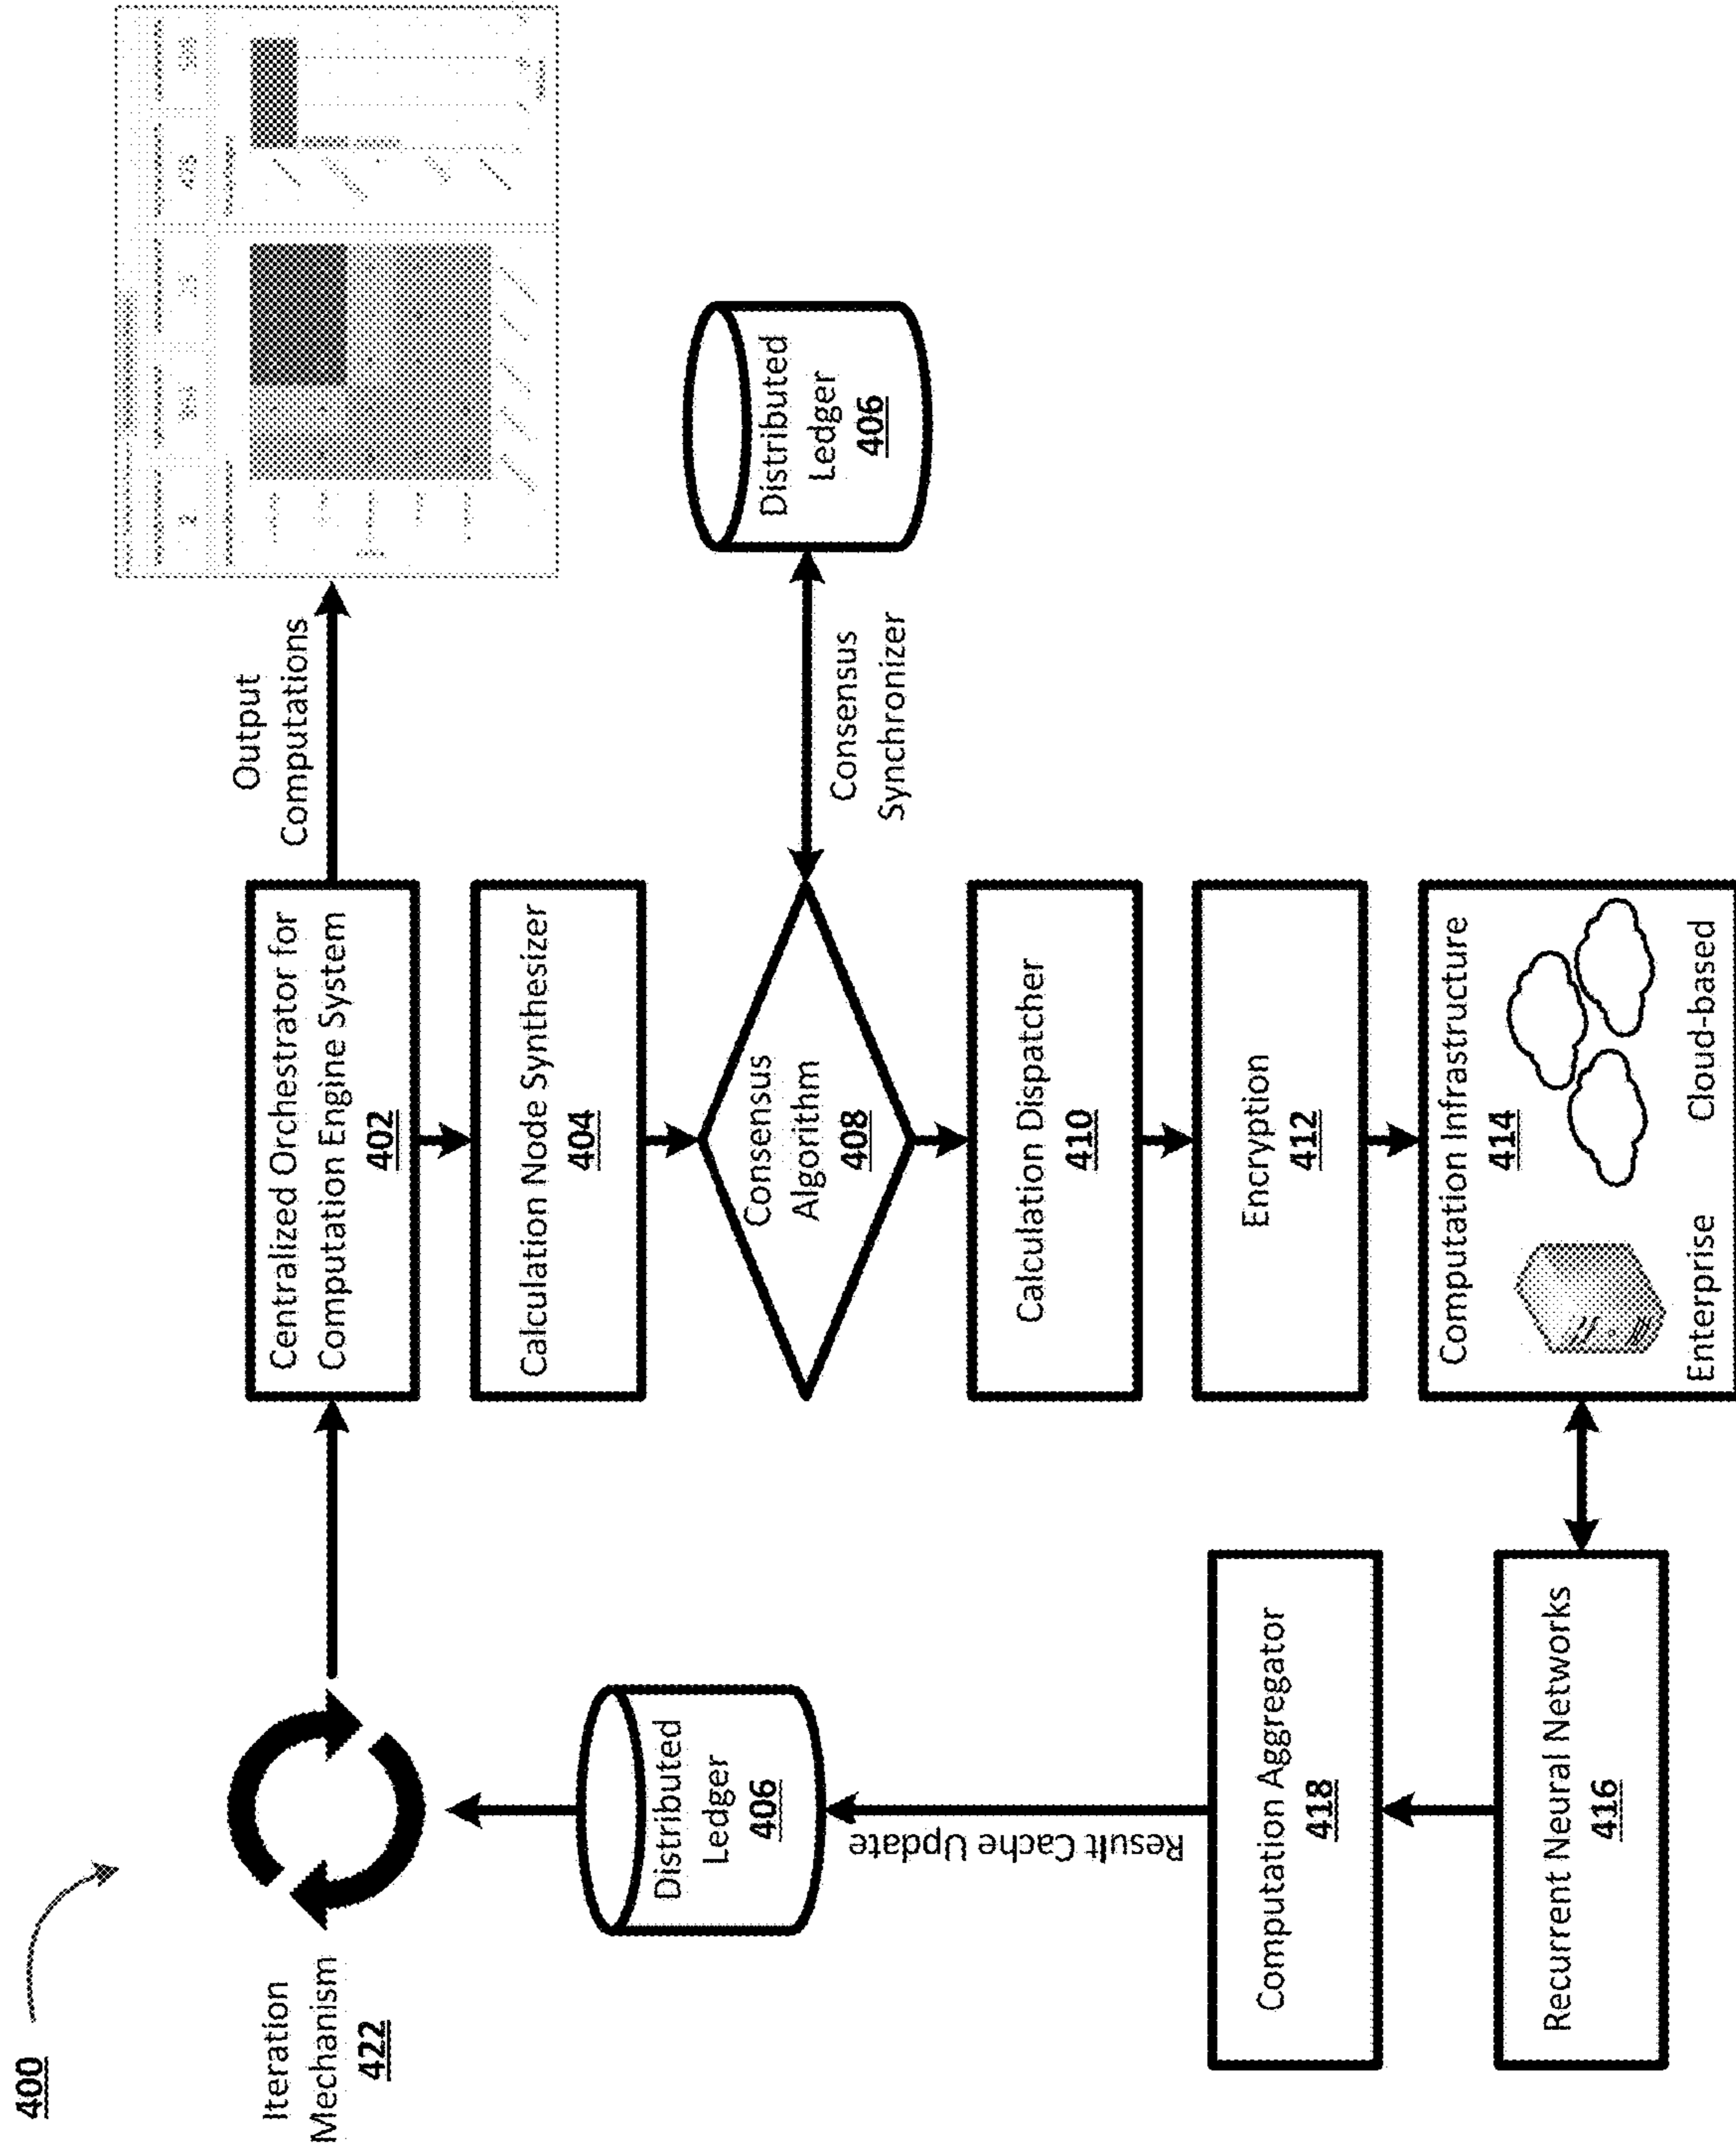 400
Iteration
Mechanism
422
Centralized Orchestrator for
Computation Engine System
402
Output
Computations
2
Calculation Node Synthesizer
404
Distributed
Ledger
406
Consensus
Algorithm
408
Consensus
Synchronizer
Distributed
Ledger
406
Result Cache Update
Calculation Dispatcher
410
Encryption
412
Computation Aggregator
418
Recurrent Neural Networks
416
Computation Infrastructure
414
Enterprise
Cloud-based